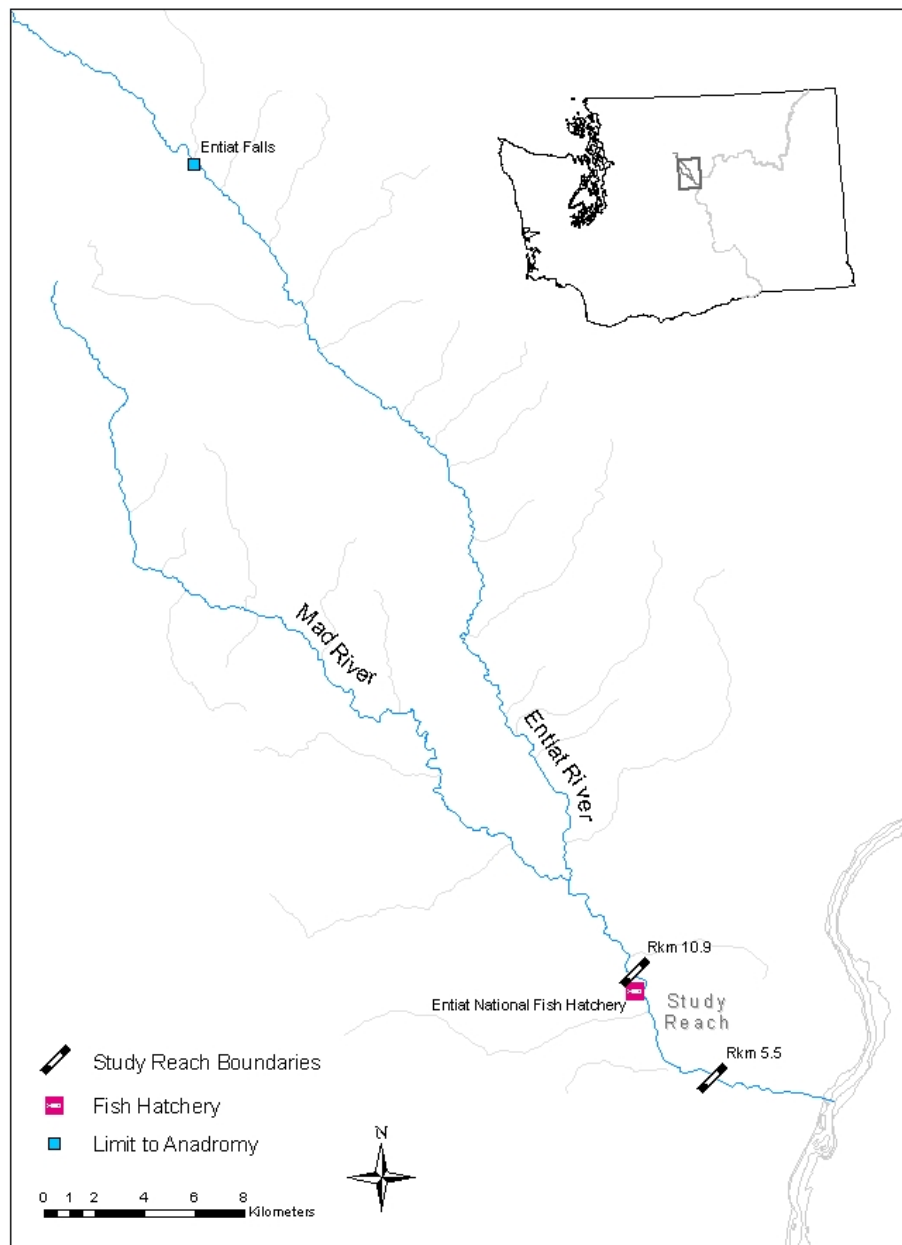 Entiat Falls
Mad River
Entiat River
Rkm 10.9
Entiat National Fish Hatchery
Study
Reach
Rkm 5.5
Study Reach Boundaries
Fish Hatchery
Limit to Anadromy
N
0 1 2 4 6 8
Kilometers